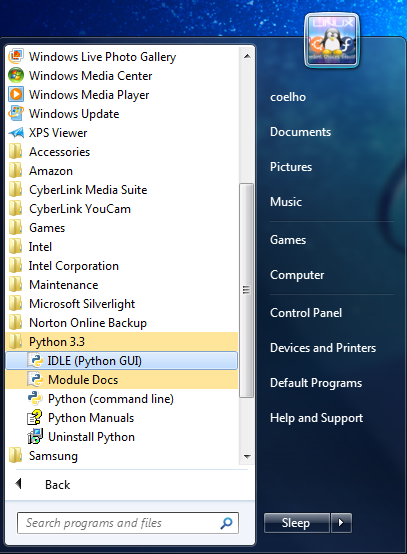 Windows Live Photo Gallery
Windows Media Center
Windows Media Player
Windows Update
XPS Viewer
Accessories
Amazon
CyberLink Media Suite
CyberLink YouCam
Games
Intel
Intel Corporation
Maintenance
Microsoft Silverlight
Norton Online Backup
Python 3.3
IDLE (Python GUI)
Module Docs
Python (command line)
Python Manuals
Uninstall Python
Samsung
Back
Search programs and files
coelho
Documents
Pictures
Music
Games
Computer
Control Panel
Devices and Printers
Default Programs
Help and Support
Sleep